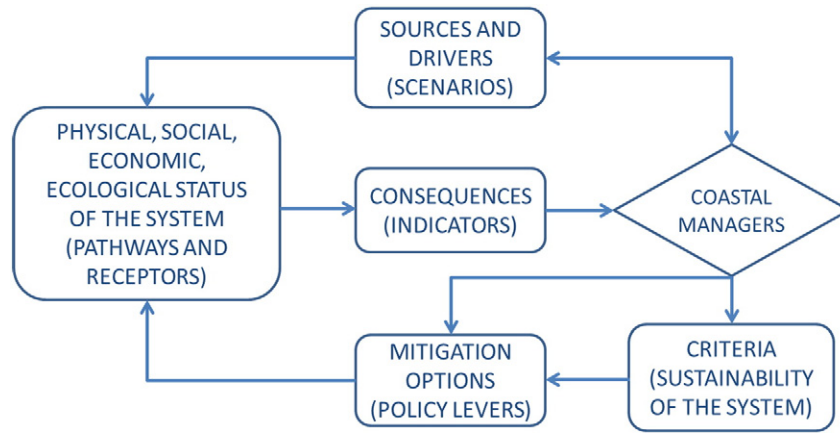 SOURCES AND
DRIVERS
(SCENARIOS)
PHYSICAL, SOCIAL,
ECONOMIC,
ECOLOGICAL STATUS
OF THE SYSTEM
(PATHWAYS AND
RECEPTORS)
CONSEQUENCES
(INDICATORS)
COASTAL
MANAGERS
MITIGATION
OPTIONS
(POLICY LEVERS)
CRITERIA
(SUSTAINABILITY
OF THE SYSTEM)